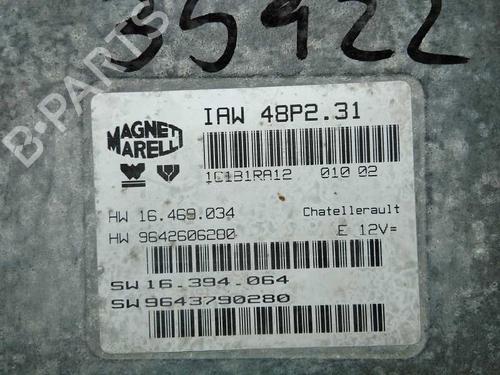 35922
B-PARTS
MAGNETI
MARELLI
IAW 48P2.31
1C1B1RA12 010 02
HW 16.469.034 Chatellerault
HW 9642606280 E 12V=
SW 16.394.064
SW 9643790280